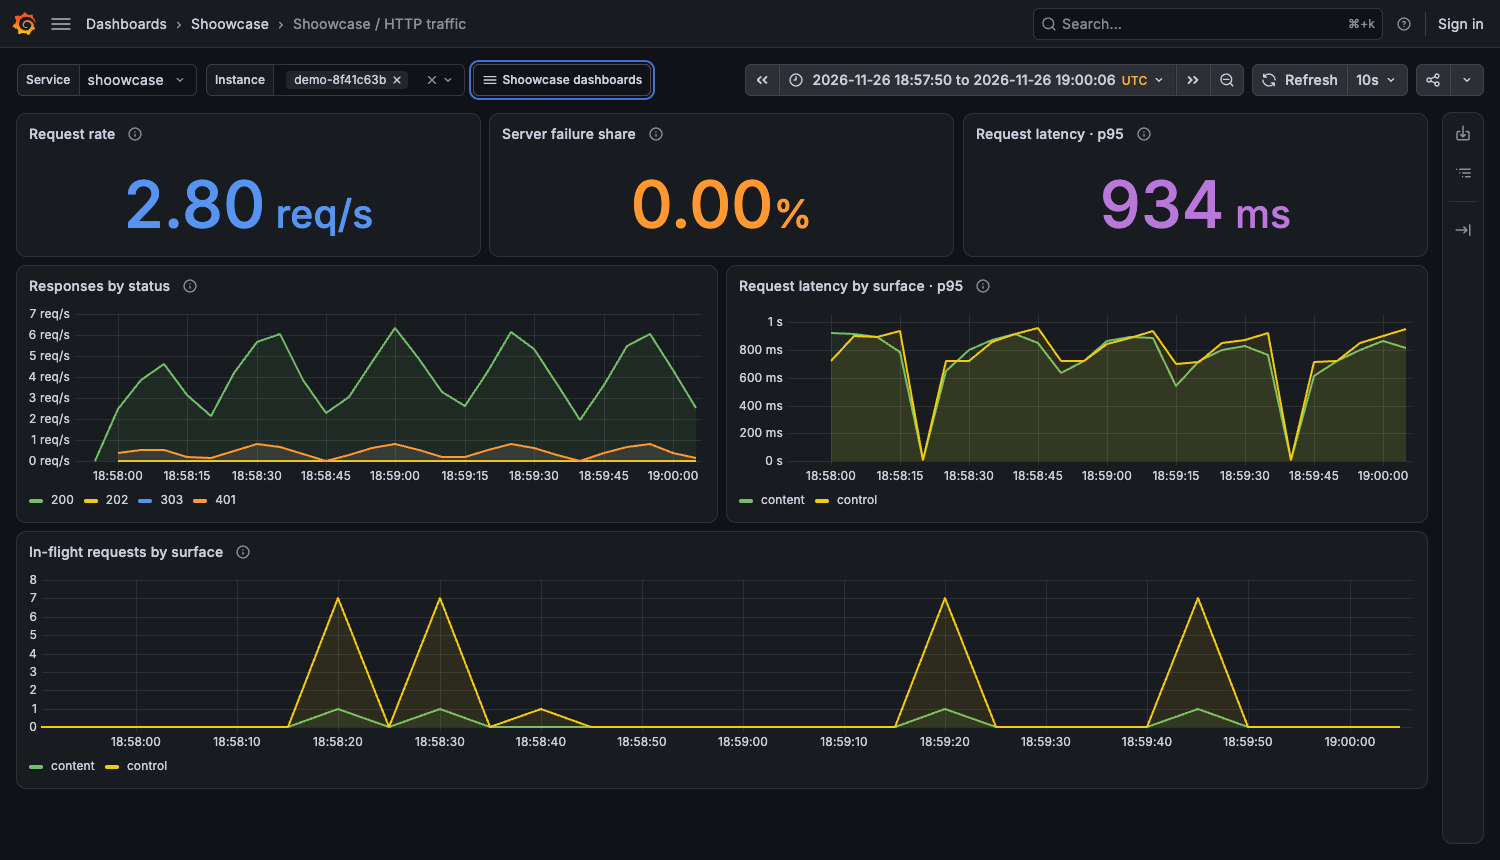 Dashboards › Shoowcase › Shoowcase / HTTP traffic
Search... ⌘+k Sign in
Service shoowcase Instance demo-8f41c63b Shoowcase dashboards
2026-11-26 18:57:50 to 2026-11-26 19:00:06 UTC Refresh 10s
Request rate
2.80 req/s
Server failure share
0.00%
Request latency · p95
934 ms
Responses by status
7 req/s
6 req/s
5 req/s
4 req/s
3 req/s
2 req/s
1 req/s
0 req/s
18:58:00 18:58:15 18:58:30 18:58:45 18:59:00 18:59:15 18:59:30 18:59:45 19:00:00
200 202 303 401
Request latency by surface · p95
1 s
800 ms
600 ms
400 ms
200 ms
0 s
18:58:00 18:58:15 18:58:30 18:58:45 18:59:00 18:59:15 18:59:30 18:59:45 19:00:00
content control
In-flight requests by surface
8
7
6
5
4
3
2
1
0
18:58:00 18:58:10 18:58:20 18:58:30 18:58:40 18:58:50 18:59:00 18:59:10 18:59:20 18:59:30 18:59:40 18:59:50 19:00:00
content control